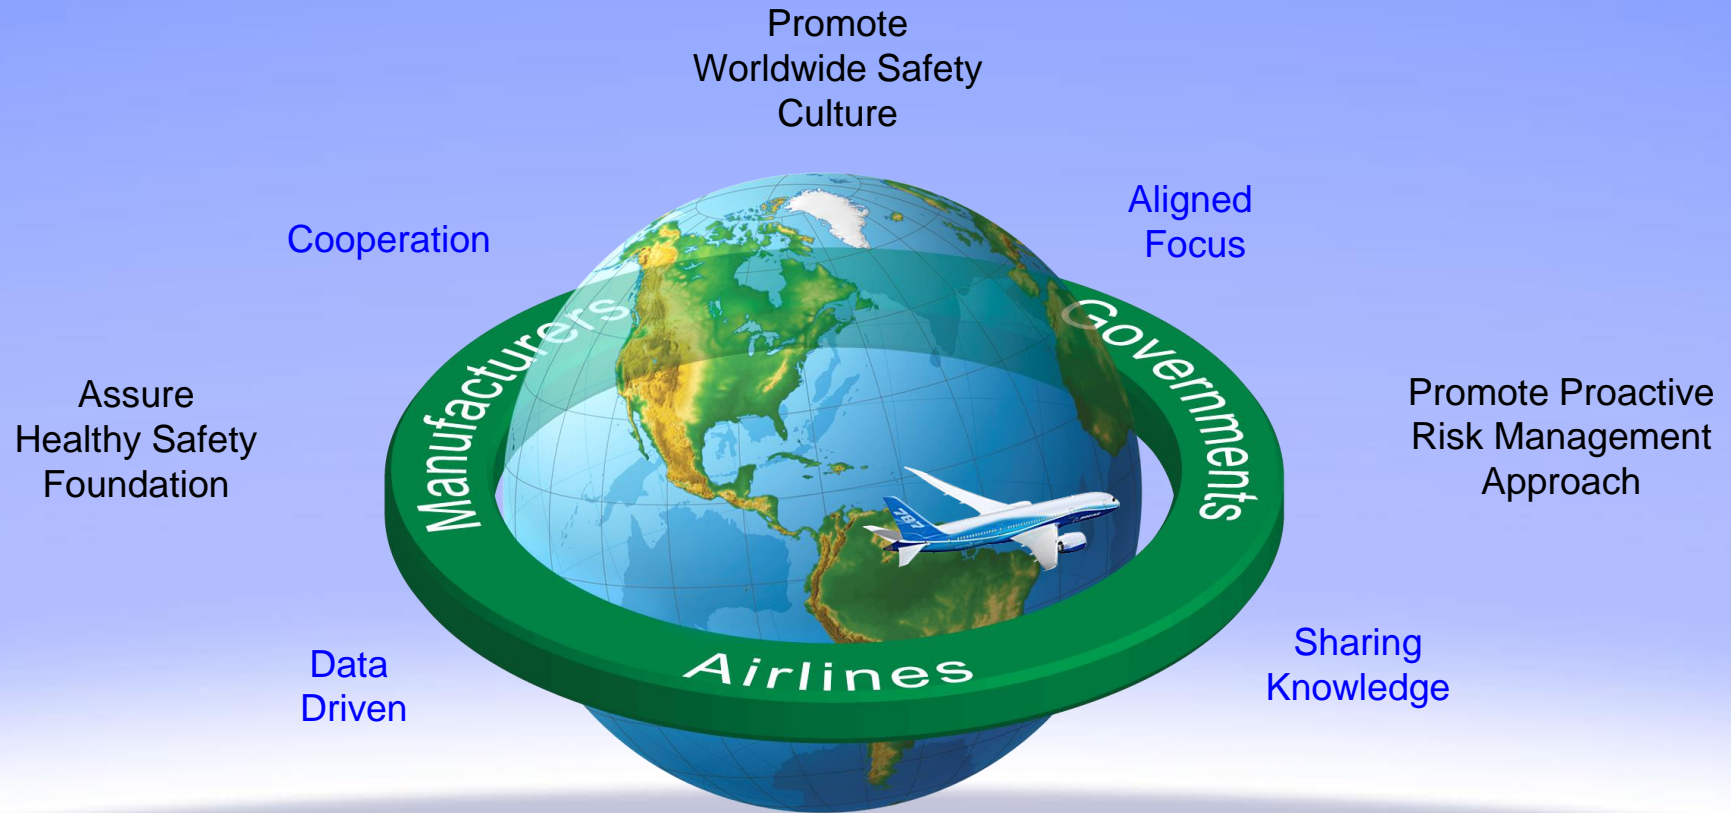 Promote
Worldwide Safety
Culture
Cooperation
Aligned
Focus
Manufacturers
Governments
Assure
Healthy Safety
Foundation
Promote Proactive
Risk Management
Approach
787
Data
Driven
Airlines
Sharing
Knowledge